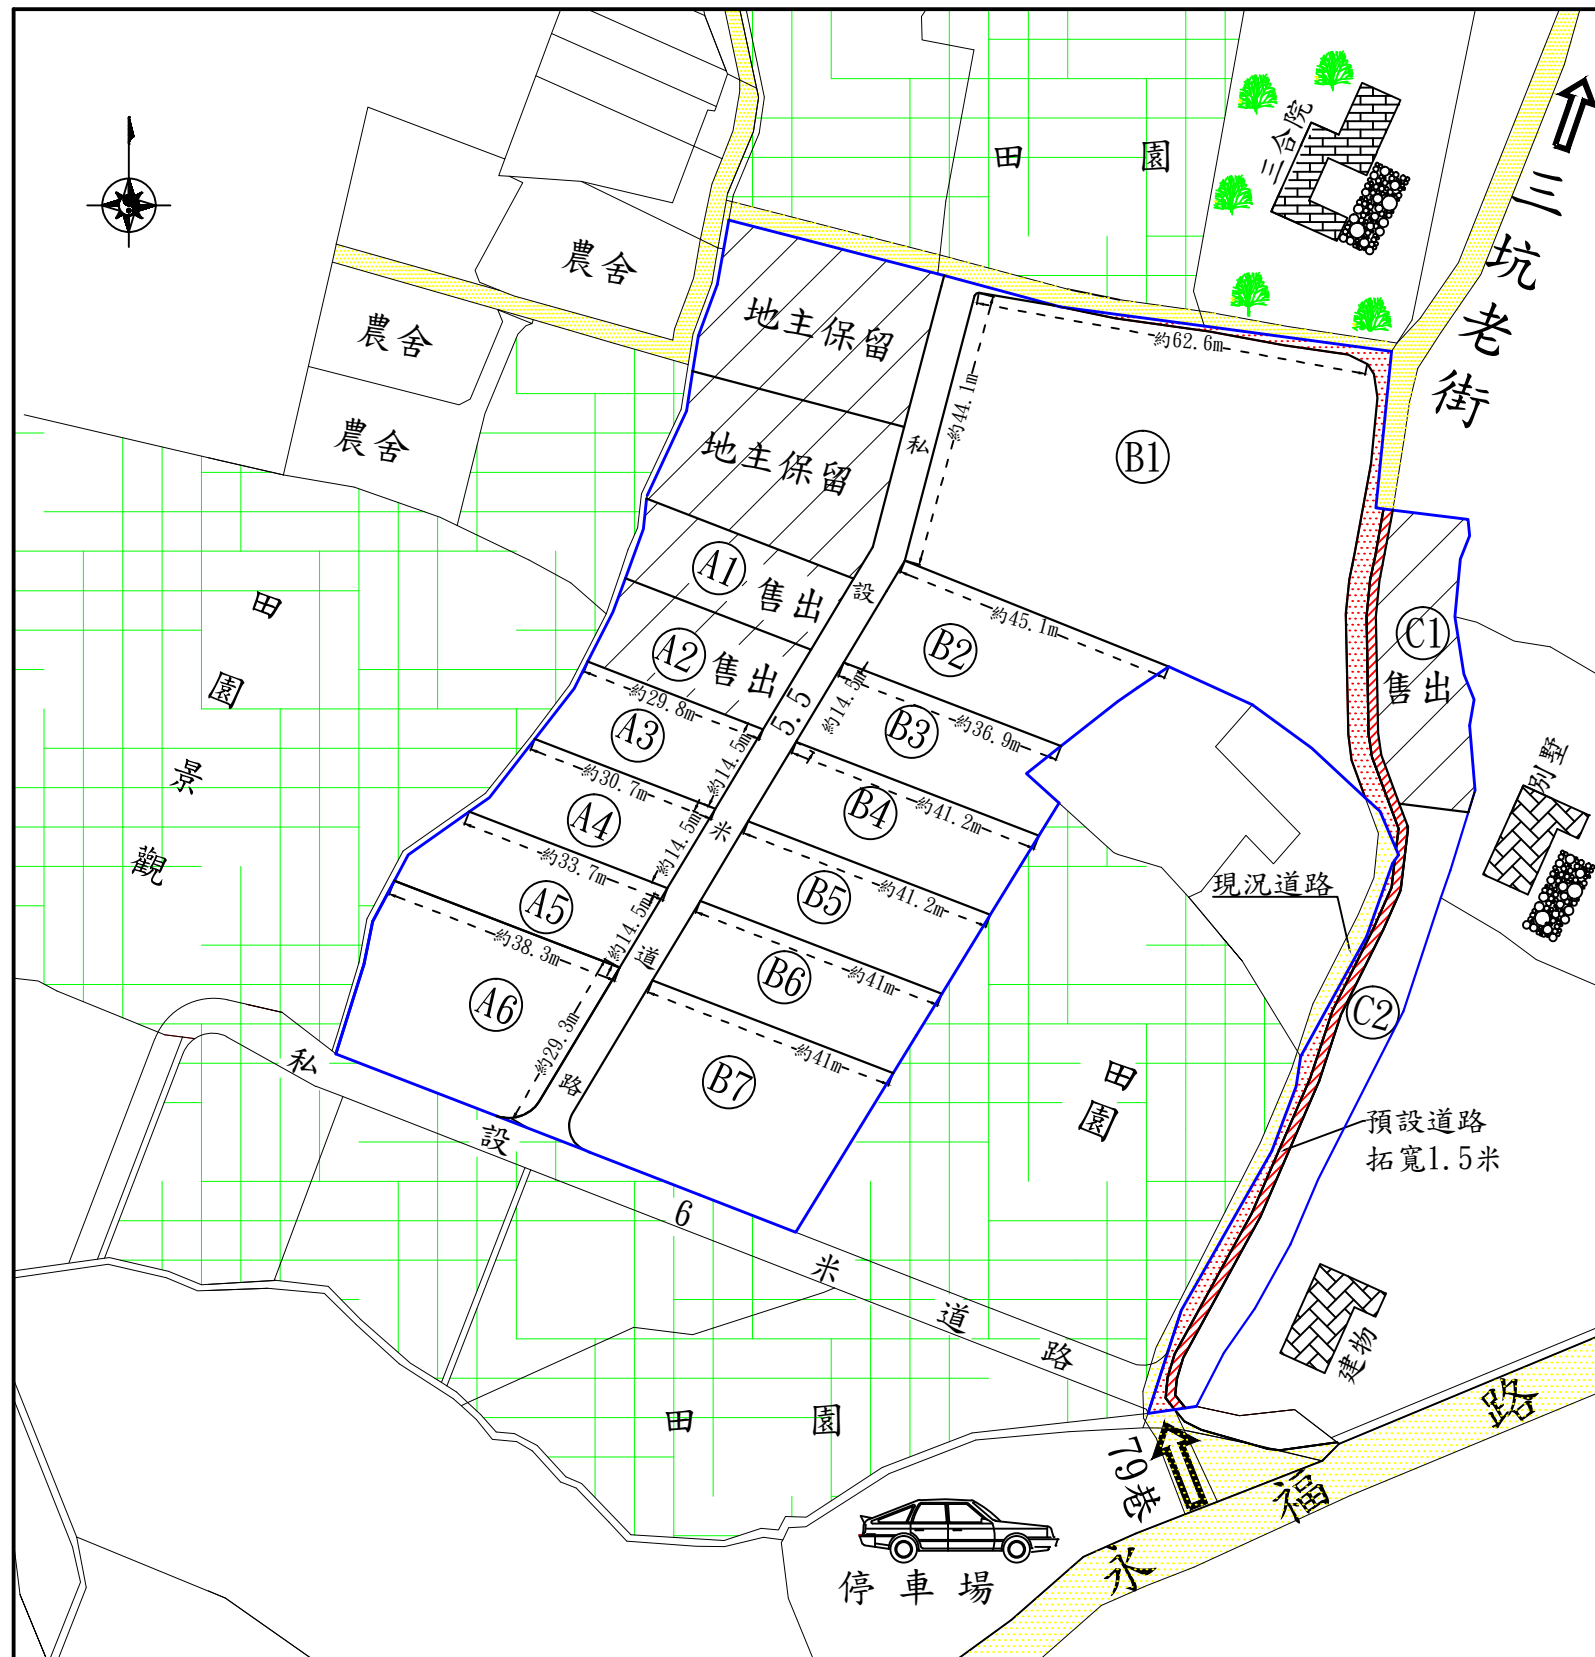 田 園
三合院
三坑老街
農舍
農舍
農舍
地主保留
地主保留
約62.6m
約44.1m
B1
A1 售出
A2 售出
約45.1m
B2
C1
售出
別墅
約29.8m
A3
約14.5m
約14.5m
約36.9m
B3
約30.7m
A4
約14.5m
約41.2m
B4
約33.7m
A5
約14.5m
約41.2m
B5
約38.3m
A6
約29.3m
約41m
B6
約41m
B7
私設5.5米道路
田園景觀
現況道路
C2
田園
預設道路
拓寬1.5米
私設6米道路
建物
田 園
79巷
永福路
停車場